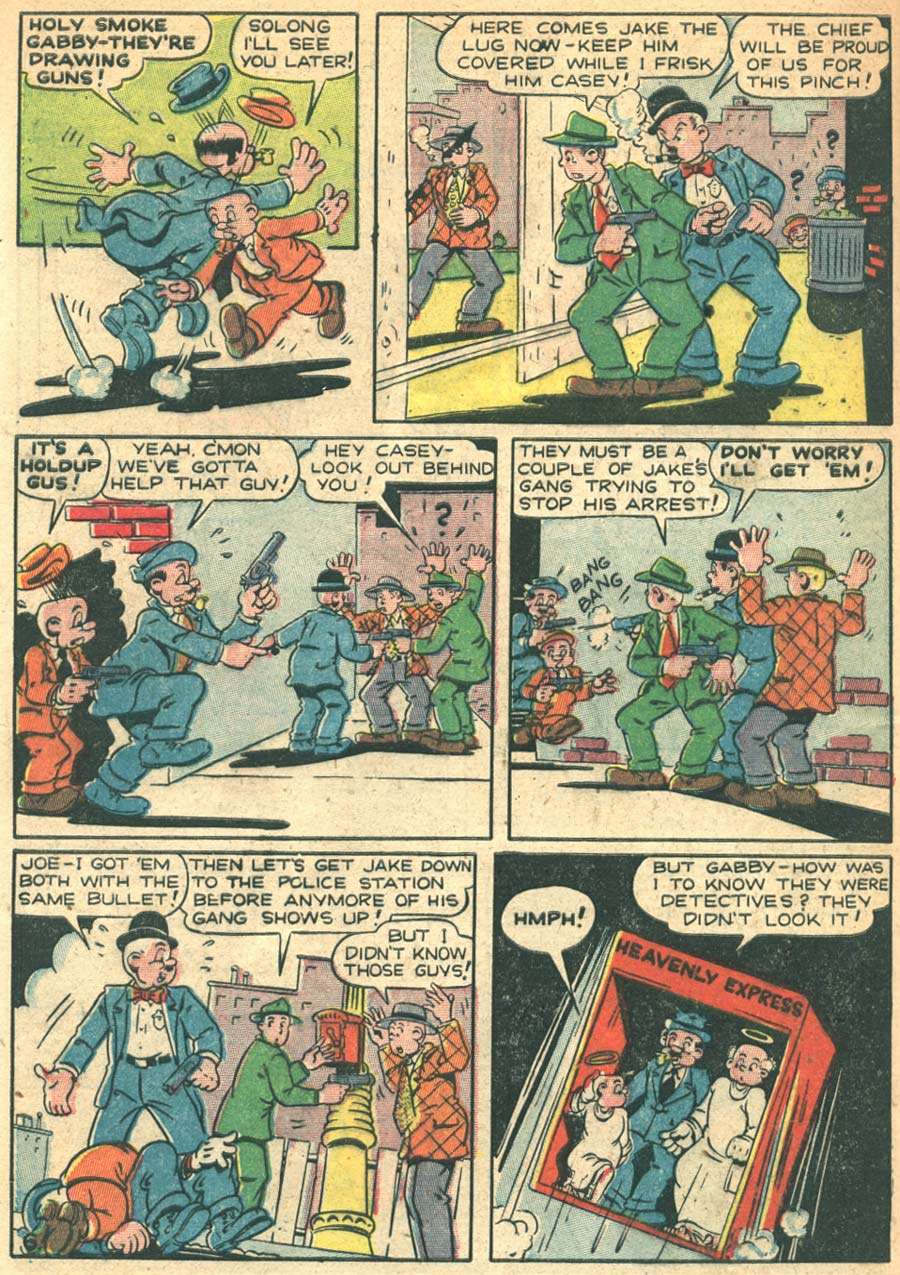 HOLY SMOKE
GABBY-THEY'RE
DRAWING
GUNS!
SOLONG
I'LL SEE
YOU LATER!
HERE COMES JAKE THE
LUG NOW-KEEP HIM
COVERED WHILE I FRISK
HIM CASEY!
THE CHIEF
WILL BE PROUD
OF US FOR
THIS PINCH!
? ?
?
IT'S A
HOLDUP
GUS!
YEAH, C'MON
WE'VE GOTTA
HELP THAT GUY!
HEY CASEY-
LOOK OUT BEHIND
YOU!
?
THEY MUST BE A
COUPLE OF JAKE'S
GANG TRYING TO
STOP HIS ARREST!
DON'T WORRY
I'LL GET 'EM!
BANG
BANG
JOE-I GOT 'EM
BOTH WITH THE
SAME BULLET!
THEN LET'S GET JAKE DOWN
TO THE POLICE STATION
BEFORE ANYMORE OF HIS
GANG SHOWS UP!
BUT I
DIDN'T KNOW
THOSE GUYS!
HMPH!
BUT GABBY-HOW WAS
I TO KNOW THEY WERE
DETECTIVES? THEY
DIDN'T LOOK IT!
HEAVENLY EXPRESS